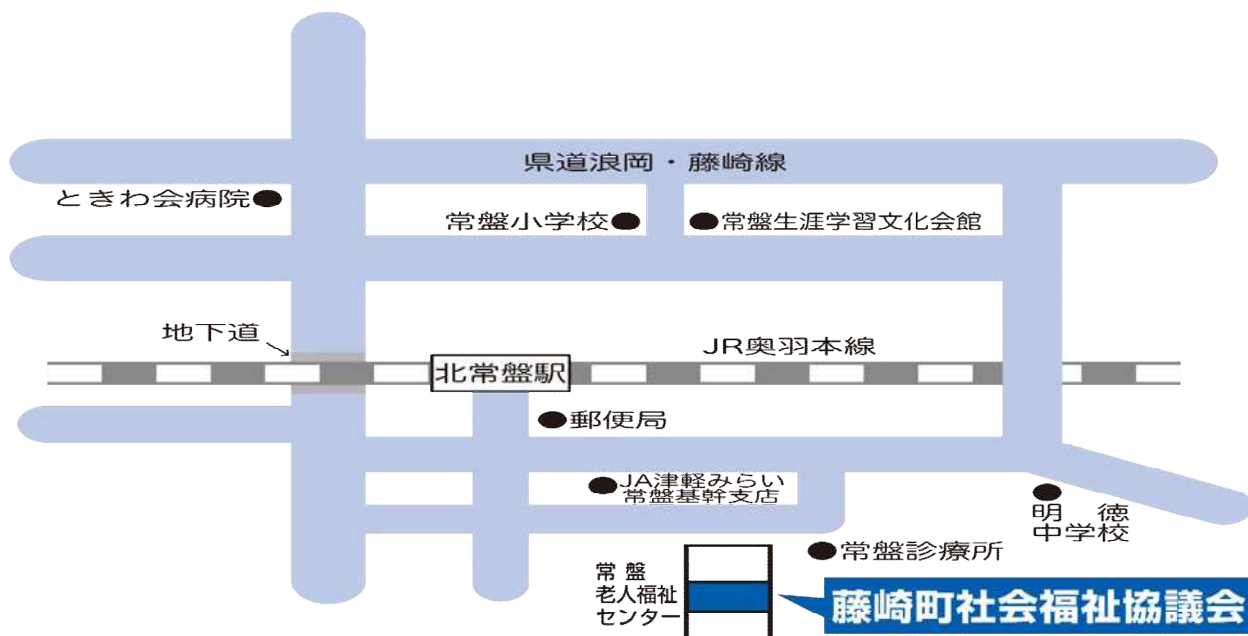 県道浪岡・藤崎線
ときわ会病院
常盤小学校
常盤生涯学習文化会館
地下道
JR奥羽本線
北常盤駅
郵便局
JA津軽みらい
常盤基幹支店
明　徳
中学校
常盤診療所
常 盤
老人福祉
センター
藤崎町社会福祉協議会